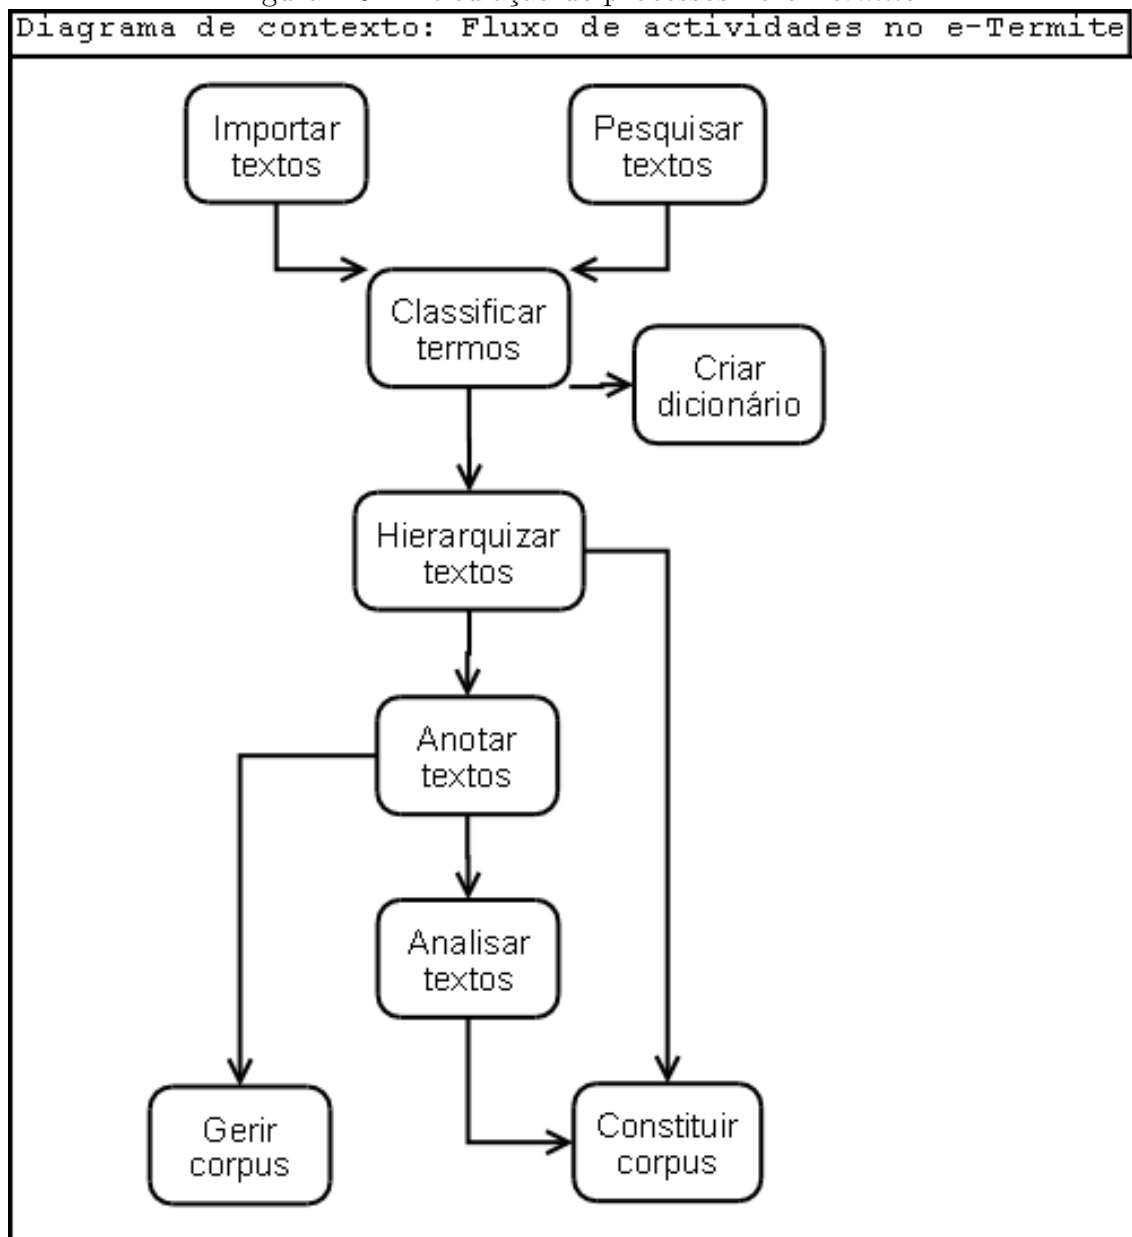 Diagrama de contexto: Fluxo de actividades no e-Termite
Importar
textos
Pesquisar
textos
Classificar
termos
Criar
dicionário
Hierarquizar
textos
Anotar
textos
Analisar
textos
Gerir
corpus
Constituir
corpus